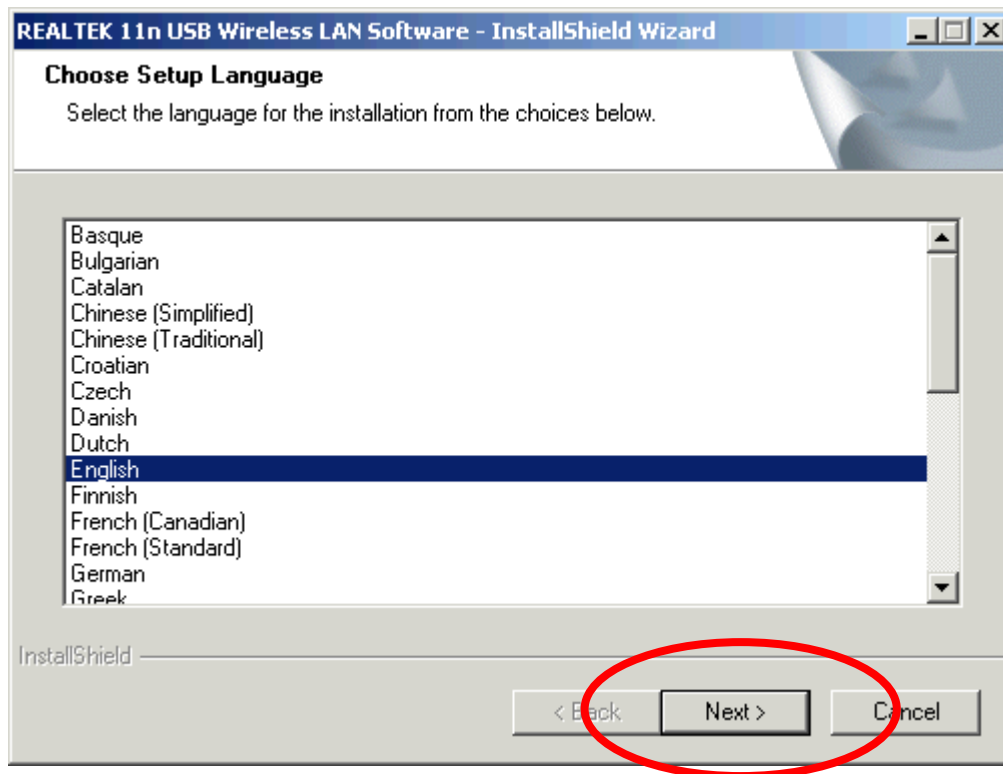 REALTEK 11n USB Wireless LAN Software - InstallShield Wizard
Choose Setup Language
Select the language for the installation from the choices below.
Basque
Bulgarian
Catalan
Chinese (Simplified)
Chinese (Traditional)
Croatian
Czech
Danish
Dutch
English
Finnish
French (Canadian)
French (Standard)
German
Greek
InstallShield
< Back Next > Cancel